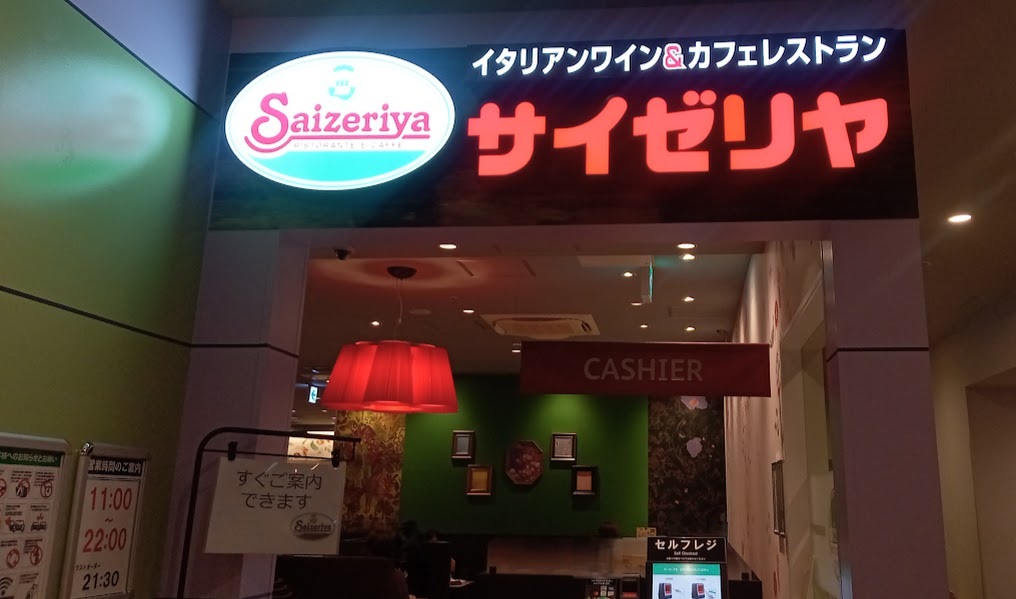 イタリアンワイン&カフェレストラン
Saizeriya
RISTORANTE E CAFFÈ
サイゼリヤ
CASHIER
すぐご案内
できます
Saizeriya
営業時間のご案内
11:00
～
22:00
ラストオーダー
21:30
セルフレジ
Self Checkout